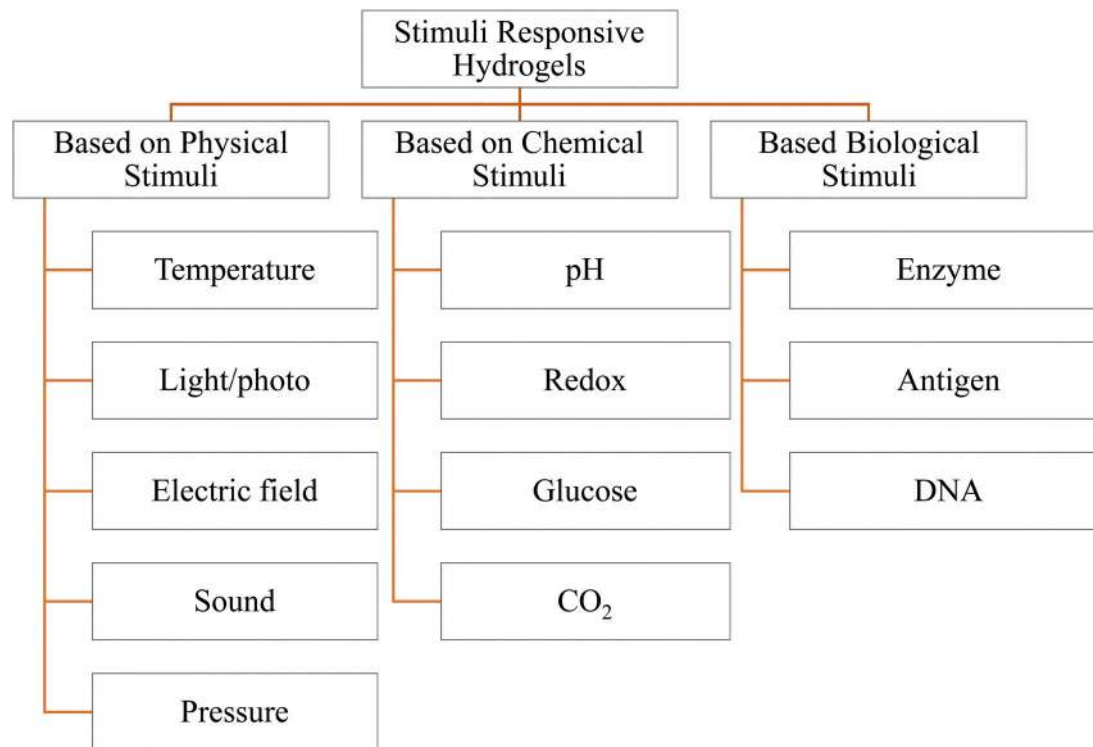 Stimuli Responsive
Hydrogels
Based on Physical
Stimuli
Temperature
Light/photo
Electric field
Sound
Pressure
Based on Chemical
Stimuli
pH
Redox
Glucose
CO₂
Based Biological
Stimuli
Enzyme
Antigen
DNA